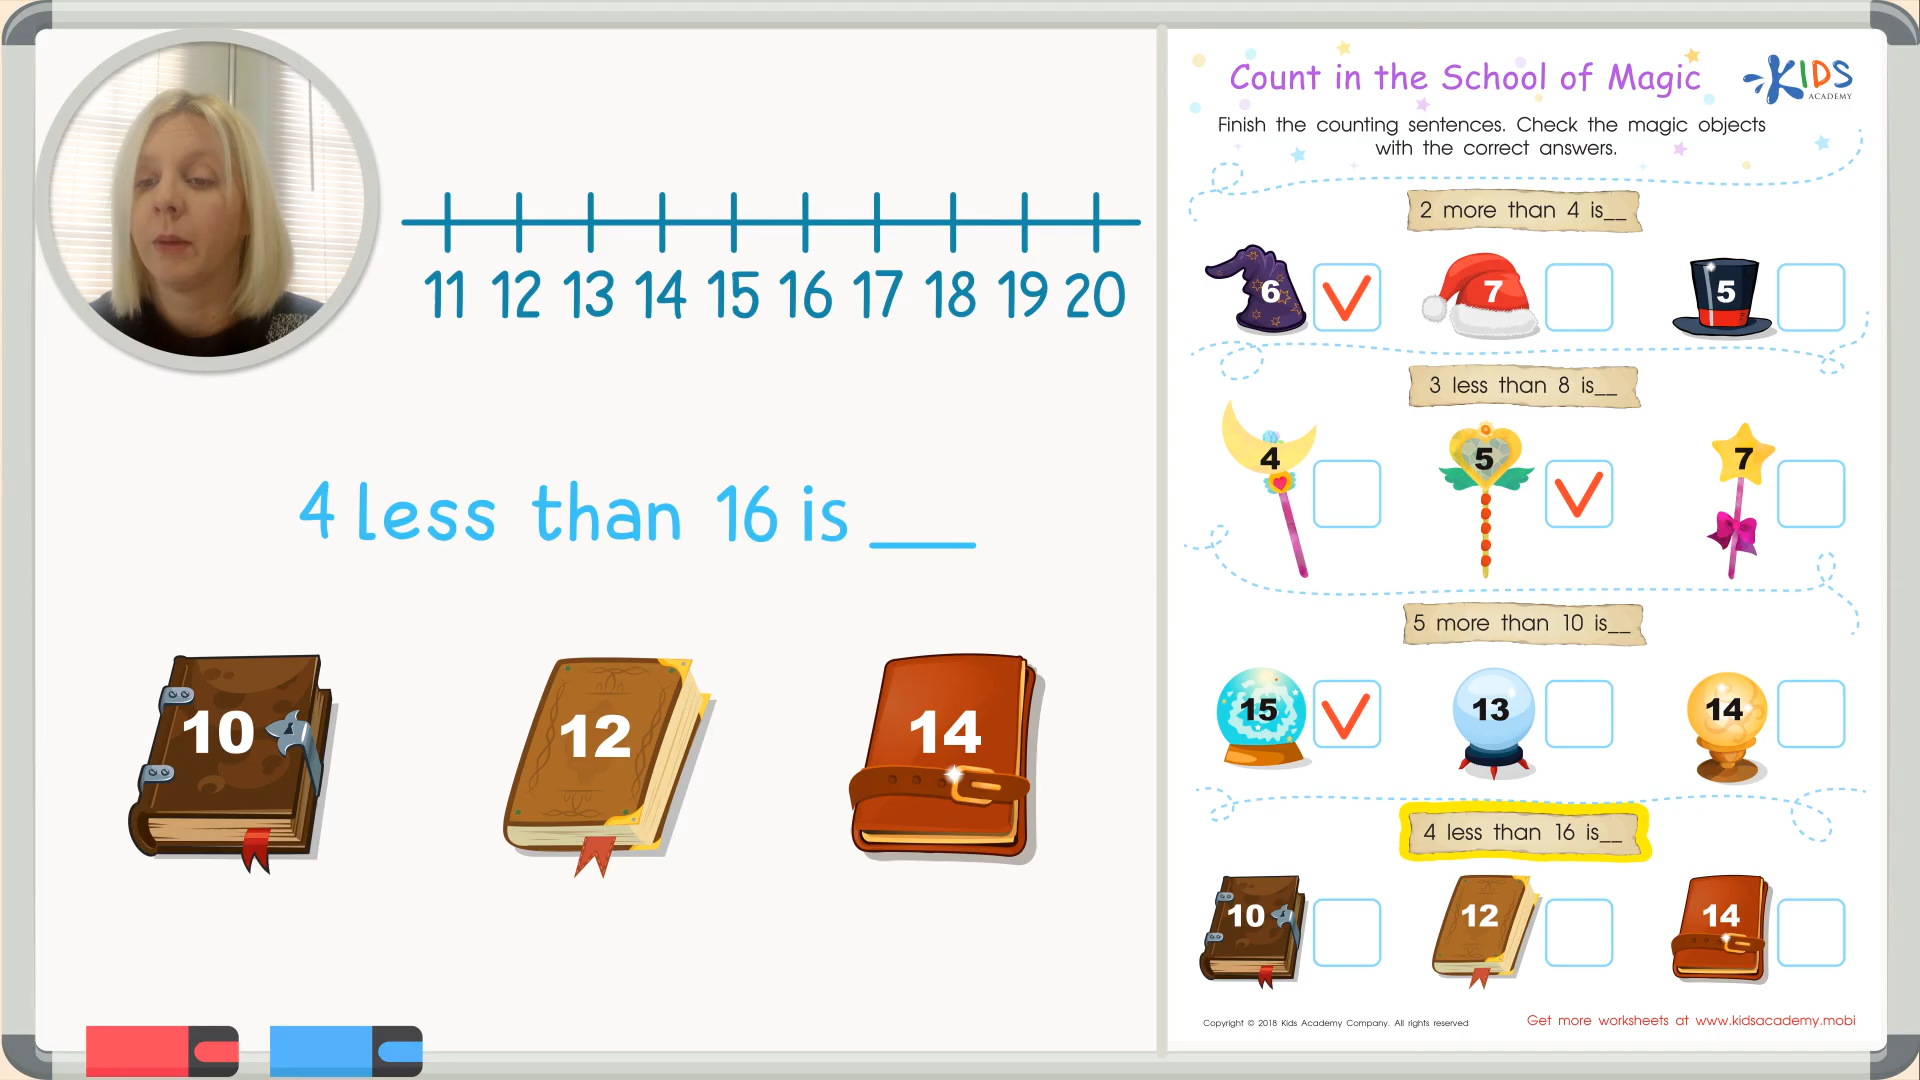 11 12 13 14 15 16 17 18 19 20
4 less than 16 is ___
10 12 14
Count in the School of Magic
KIDS
ACADEMY
Finish the counting sentences. Check the magic objects
with the correct answers.
2 more than 4 is__
6 7 5
3 less than 8 is__
4 5 7
5 more than 10 is__
15 13 14
4 less than 16 is__
10 12 14
Copyright © 2018 Kids Academy Company. All rights reserved
Get more worksheets at www.kidsacademy.mobi